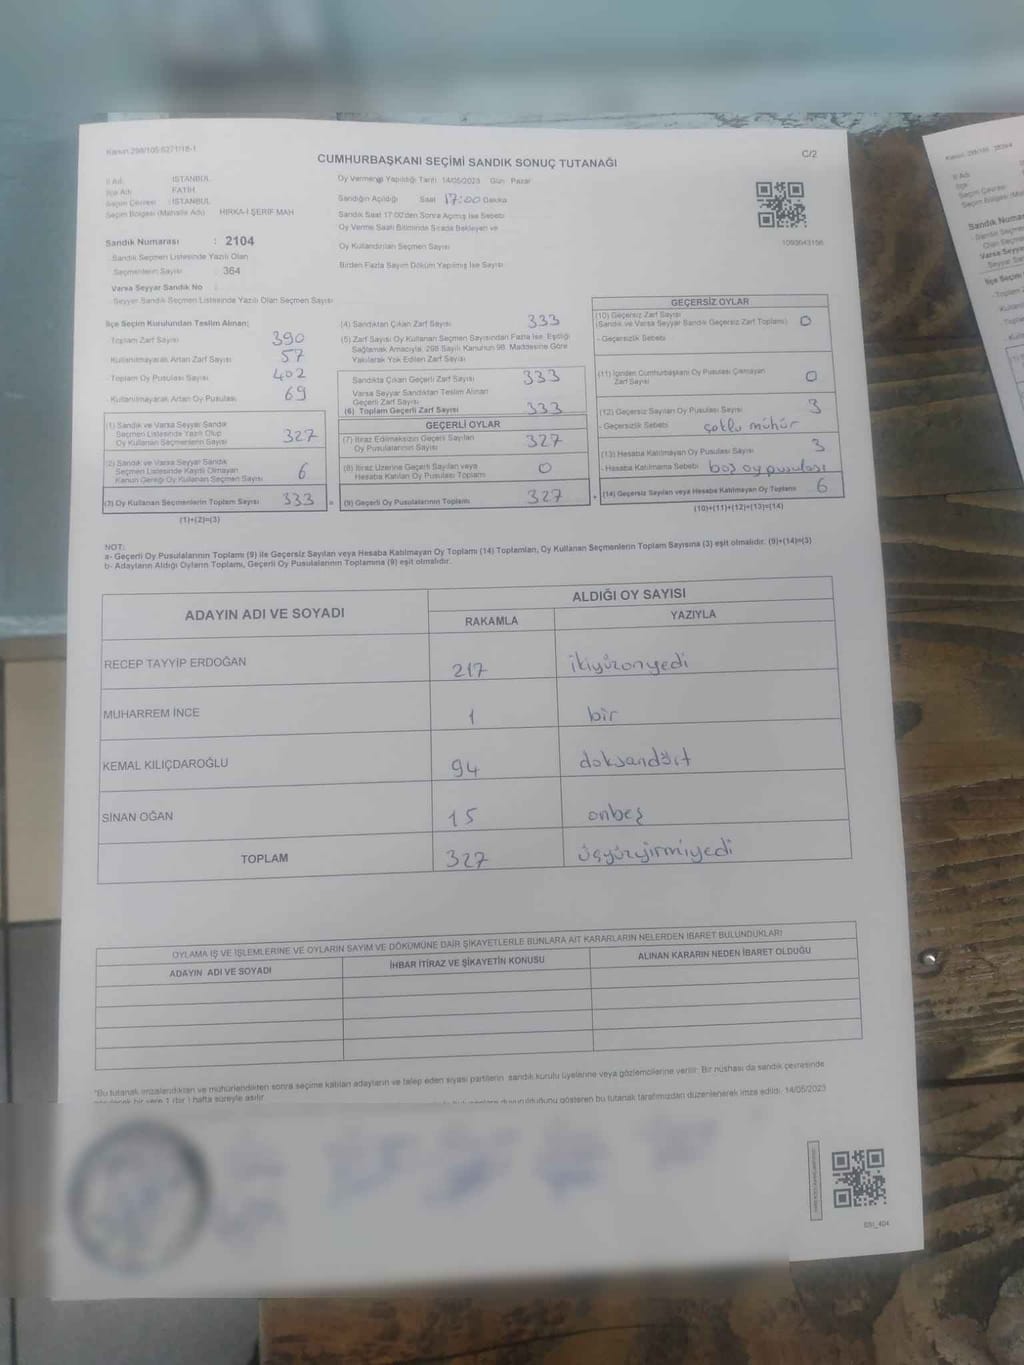 Kanun 298/105-6271/18-1
CUMHURBAŞKANI SEÇİMİ SANDIK SONUÇ TUTANAĞI
C/2
İl Adı : İSTANBUL
İlçe Adı : FATİH
Seçim Çevresi : İSTANBUL
Seçim Bölgesi (Mahalle Adı) HIRKA-İ ŞERİF MAH
Sandık Numarası : 2104
Sandık Seçmen Listesinde Yazılı Olan
Seçmenlerin Sayısı : 364
Varsa Seyyar Sandık No
Seyyar Sandık Seçmen Listesinde Yazılı Olan Seçmen Sayısı
Oy Vermenin Yapıldığı Tarih 14/05/2023 Gün Pazar
Sandığın Açıldığı Saat 17:00 Dakika
Sandık Saat 17.00'den Sonra Açılmış İse Sebebi
Oy Verme Saati Bitiminde Sırada Bekleyen ve
Oy Kullandırılan Seçmen Sayısı
Birden Fazla Sayım Döküm Yapılmış İse Sayısı
1093643156
İlçe Seçim Kurulundan Teslim Alınan;
- Toplam Zarf Sayısı 390
- Kullanılmayarak Artan Zarf Sayısı 57
- Toplam Oy Pusulası Sayısı 402
- Kullanılmayarak Artan Oy Pusulası 69
(1) Sandık ve Varsa Seyyar Sandık
Seçmen Listesinde Yazılı Olup
Oy Kullanan Seçmenlerin Sayısı 327
(2) Sandık ve Varsa Seyyar Sandık
Seçmen Listesinde Kayıtlı Olmayan
Kanun Gereği Oy Kullanan Seçmen Sayısı 6
(3) Oy Kullanan Seçmenlerin Toplam Sayısı 333 =
(1)+(2)=(3)
(4) Sandıktan Çıkan Zarf Sayısı 333
(5) Zarf Sayısı Oy Kullanan Seçmen Sayısından Fazla İse, Eşitliği
Sağlamak Amacıyla, 298 Sayılı Kanunun 98. Maddesine Göre
Yakılarak Yok Edilen Zarf Sayısı
Sandıkta Çıkan Geçerli Zarf Sayısı 333
Varsa Seyyar Sandıktan Teslim Alınan
Geçerli Zarf Sayısı
(6) Toplam Geçerli Zarf Sayısı 333
GEÇERLİ OYLAR
(7) İtiraz Edilmeksizin Geçerli Sayılan
Oy Pusulalarının Sayısı 327
(8) İtiraz Üzerine Geçerli Sayılan veya
Hesaba Katılan Oy Pusulası Toplamı 0
(9) Geçerli Oy Pusulalarının Toplamı 327 +
GEÇERSİZ OYLAR
(10) Geçersiz Zarf Sayısı
(Sandık ve Varsa Seyyar Sandık Geçersiz Zarf Toplamı) 0
- Geçersizlik Sebebi
(11) İçinden Cumhurbaşkanı Oy Pusulası Çıkmayan
Zarf Sayısı 0
(12) Geçersiz Sayılan Oy Pusulası Sayısı 3
- Geçersizlik Sebebi çoklu mühür
(13) Hesaba Katılmayan Oy Pusulası Sayısı 3
- Hesaba Katılmama Sebebi boş oy pusulası
(14) Geçersiz Sayılan veya Hesaba Katılmayan Oy Toplamı 6
(10)+(11)+(12)+(13)=(14)
NOT:
a- Geçerli Oy Pusulalarının Toplamı (9) ile Geçersiz Sayılan veya Hesaba Katılmayan Oy Toplamı (14) Toplamları, Oy Kullanan Seçmenlerin Toplam Sayısına (3) eşit olmalıdır. (9)+(14)=(3)
b- Adayların Aldığı Oyların Toplamı, Geçerli Oy Pusulalarının Toplamına (9) eşit olmalıdır.
ADAYIN ADI VE SOYADI
ALDIĞI OY SAYISI
RAKAMLA YAZIYLA
RECEP TAYYİP ERDOĞAN 217 ikiyüzonyedi
MUHARREM İNCE 1 bir
KEMAL KILIÇDAROĞLU 94 doksandört
SİNAN OĞAN 15 onbeş
TOPLAM 327 üçyüzyirmiyedi
OYLAMA İŞ VE İŞLEMLERİNE VE OYLARIN SAYIM VE DÖKÜMÜNE DAİR ŞİKAYETLERLE BUNLARA AİT KARARLARIN NELERDEN İBARET BULUNDUKLARI
ADAYIN ADI VE SOYADI İHBAR İTİRAZ VE ŞİKAYETİN KONUSU ALINAN KARARIN NEDEN İBARET OLDUĞU
"Bu tutanak imzalandıktan ve mühürlendikten sonra seçime katılan adayların ve talep eden siyasi partilerin sandık kurulu üyelerine veya gözlemcilerine verilir. Bir nüshası da sandık çevresinde
bir yere 1 (bir) hafta süreyle asılır. duyurulduğunu gösteren bu tutanak tarafımızdan düzenlenerek imza edildi. 14/05/2023
SSI_404